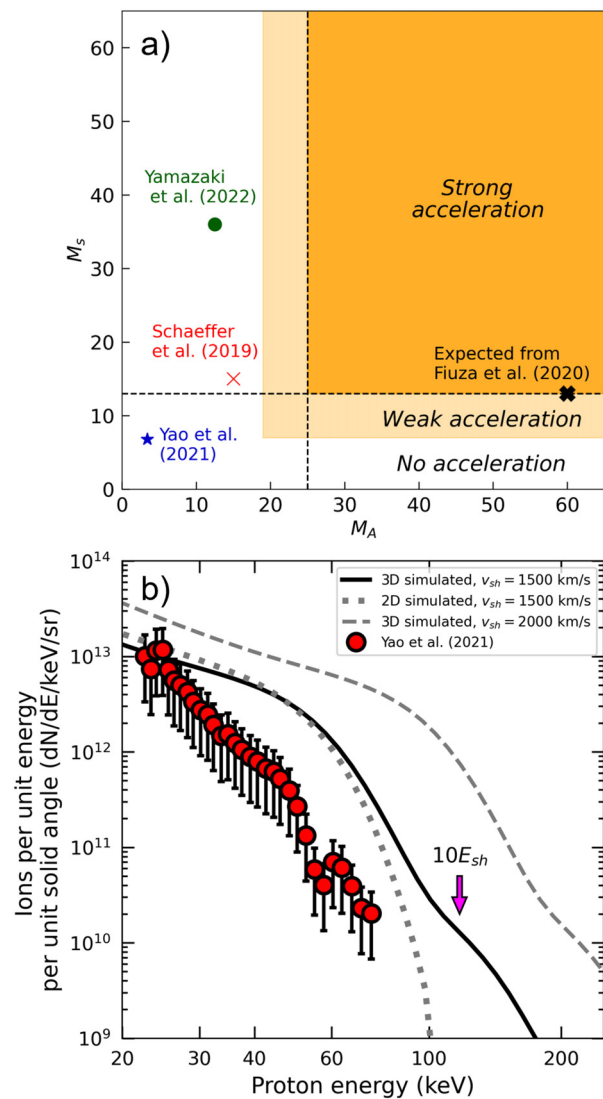 a)
60
50
40
30
20
10
0
M_s
Yamazaki
et al. (2022)
Strong
acceleration
Schaeffer
et al. (2019)
Expected from
Fiuza et al. (2020)
Yao et al.
(2021)
Weak acceleration
No acceleration
0 10 20 30 40 50 60
M_A
b)
10^14
10^13
10^12
10^11
10^10
10^9
Ions per unit energy
per unit solid angle (dN/dE/keV/sr)
3D simulated, v_sh = 1500 km/s
2D simulated, v_sh = 1500 km/s
3D simulated, v_sh = 2000 km/s
Yao et al. (2021)
10E_sh
20 30 40 60 100 200
Proton energy (keV)